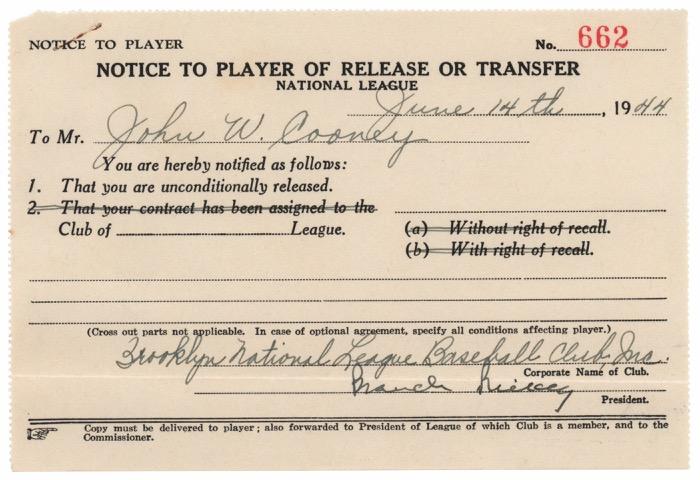 NOTICE TO PLAYER No. 662
NOTICE TO PLAYER OF RELEASE OR TRANSFER
NATIONAL LEAGUE
June 14th, 1944
To Mr. John W. Cooney
You are hereby notified as follows:
1. That you are unconditionally released.
2. That your contract has been assigned to the
Club of League. (a) Without right of recall.
(b) With right of recall.
(Cross out parts not applicable. In case of optional agreement, specify all conditions affecting player.)
Brooklyn National League Baseball Club, Inc.
Corporate Name of Club.
Branch Rickey
President.
Copy must be delivered to player; also forwarded to President of League of which Club is a member, and to the
Commissioner.